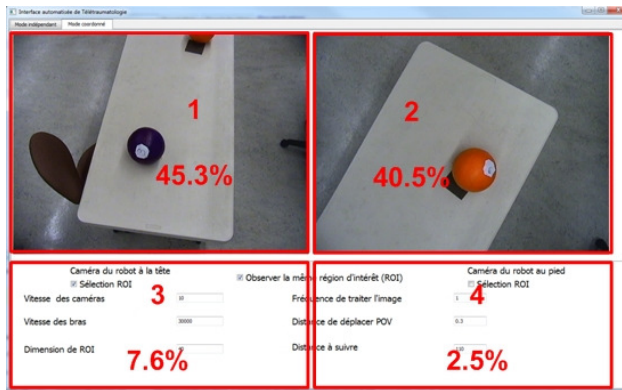 Interface automatisée de Télétraumatologie
Mode indépendant Mode coordonné
1
45.3%
2
40.5%
Caméra du robot à la tête
Sélection ROI
Observer la même région d'intérêt (ROI)
Caméra du robot au pied
Sélection ROI
3
4
Vitesse des caméras 10
Fréquence de traiter l'image 1
Vitesse des bras 30000
Distance de déplacer POV 0.3
Dimension de ROI
Distance à suivre
7.6%
2.5%